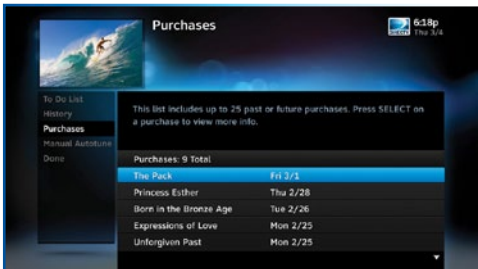 Purchases
6:18p
Thu 3/4
To Do List
History
Purchases
Manual Autotune
Done
This list includes up to 25 past or future purchases. Press SELECT on
a purchase to view more info.
Purchases: 9 Total
The Pack Fri 3/1
Princess Esther Thu 2/28
Born in the Bronze Age Tue 2/26
Expressions of Love Mon 2/25
Unforgiven Past Mon 2/25